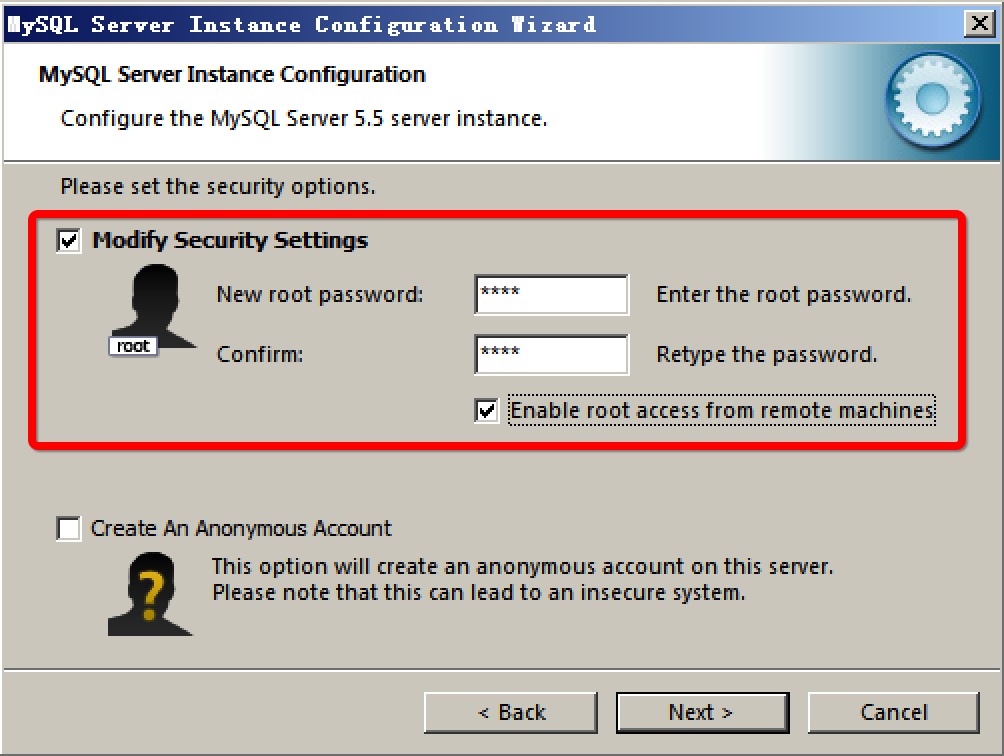 MySQL Server Instance Configuration Wizard
MySQL Server Instance Configuration
Configure the MySQL Server 5.5 server instance.
Please set the security options.
Modify Security Settings
root
New root password:
****
Enter the root password.
Confirm:
****
Retype the password.
Enable root access from remote machines
Create An Anonymous Account
?
This option will create an anonymous account on this server.
Please note that this can lead to an insecure system.
< Back
Next >
Cancel